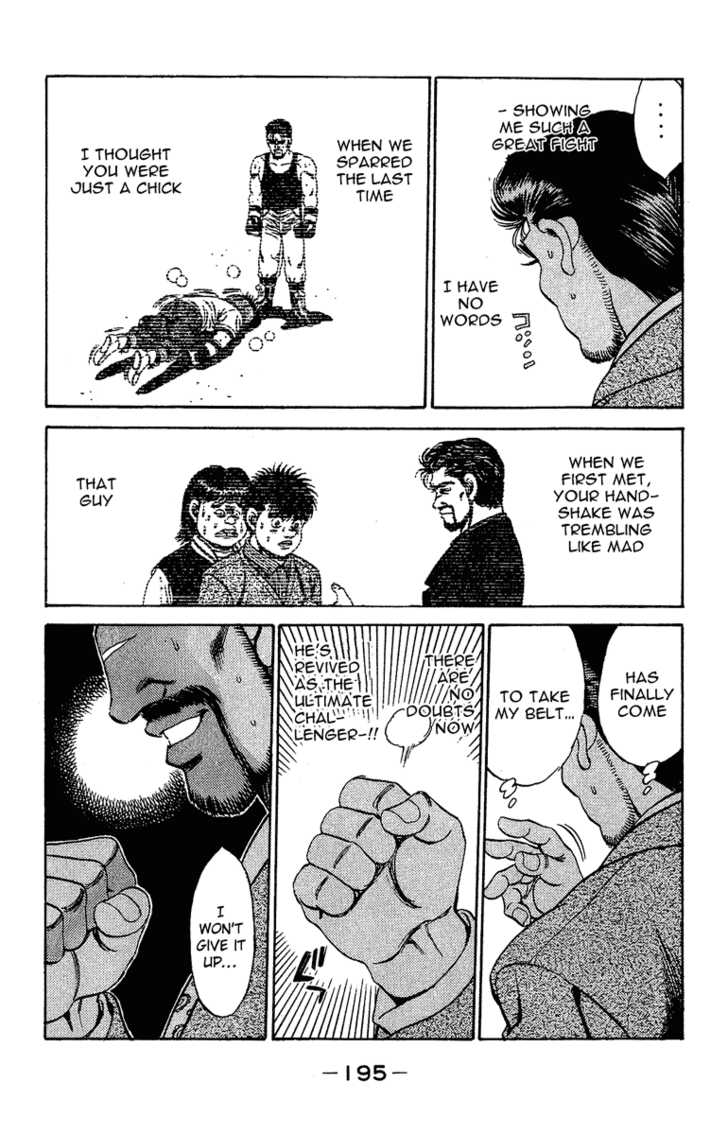 . . . .
- SHOWING
ME SUCH A
GREAT FIGHT
I HAVE
NO
WORDS
WHEN WE
SPARRED
THE LAST
TIME
I THOUGHT
YOU WERE
JUST A CHICK
WHEN WE
FIRST MET,
YOUR HAND-
SHAKE WAS
TREMBLING
LIKE MAD
THAT
GUY
HAS
FINALLY
COME
TO TAKE
MY BELT...
THERE
ARE
NO
DOUBTS
NOW
HE'S
REVIVED
AS THE
ULTIMATE
CHAL-
LENGER-!!
I
WON'T
GIVE IT
UP...
-195-